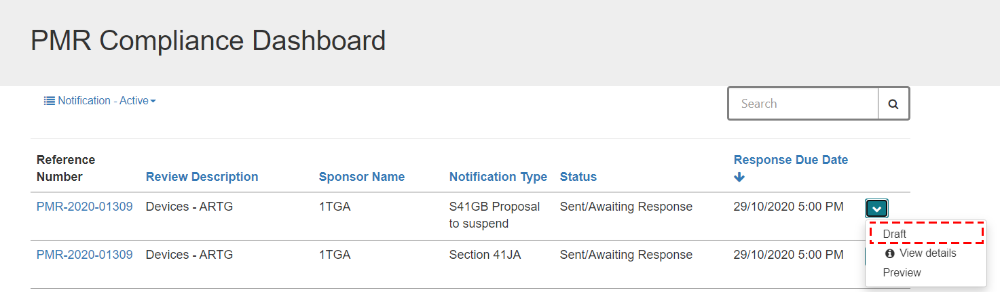 PMR Compliance Dashboard
Notification - Active
Search
Reference
Number
Review Description
Sponsor Name
Notification Type
Status
Response Due Date
PMR-2020-01309
Devices - ARTG
1TGA
S41GB Proposal
to suspend
Sent/Awaiting Response
29/10/2020 5:00 PM
Draft
View details
Preview
PMR-2020-01309
Devices - ARTG
1TGA
Section 41JA
Sent/Awaiting Response
29/10/2020 5:00 PM